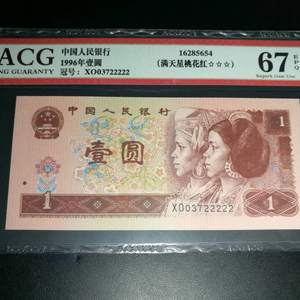 ACG
中国人民银行
16285654
67 EPQ
NG GUARANTY
1996年壹圆
(满天星桃花红☆☆☆)
Superb Gem Unc
冠号: XO03722222
中国人民银行
壹圆
1
1
XO03722222